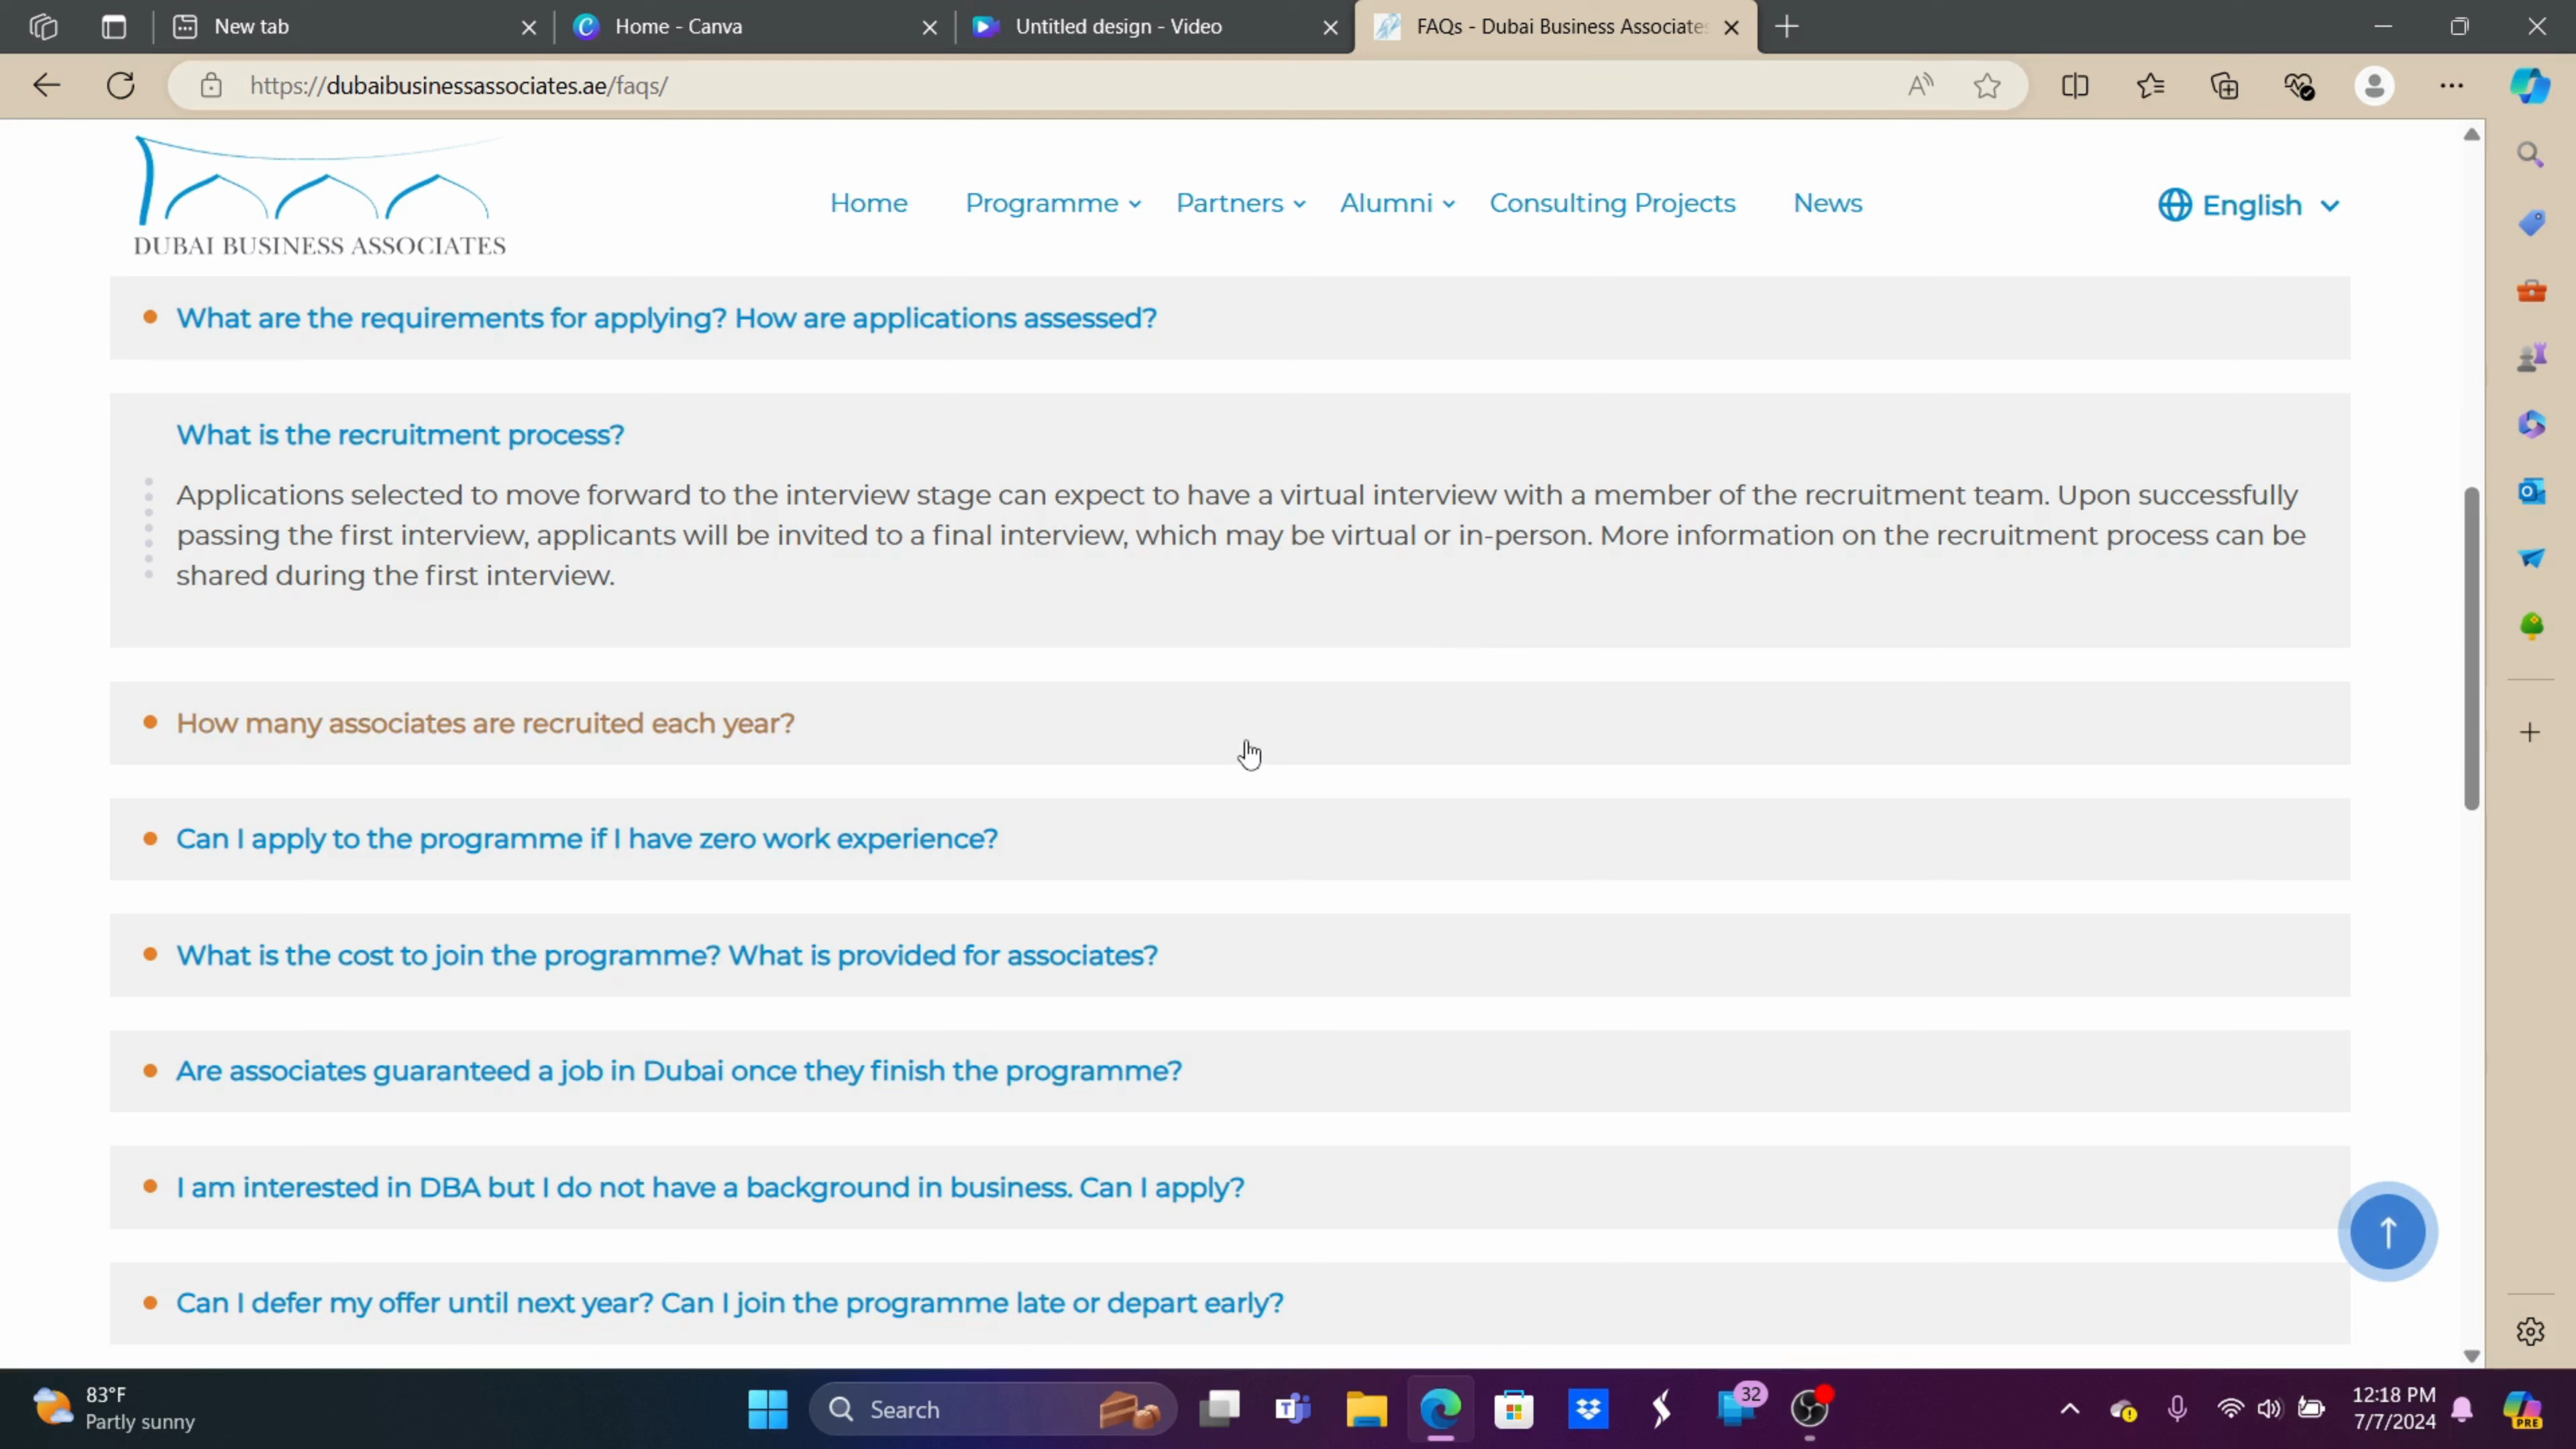 New tab
Home - Canva
Untitled design - Video
FAQs - Dubai Business Associates
https://dubaibusinessassociates.ae/faqs/
DUBAI BUSINESS ASSOCIATES
Home
Programme
Partners
Alumni
Consulting Projects
News
English
What are the requirements for applying? How are applications assessed?
What is the recruitment process?
Applications selected to move forward to the interview stage can expect to have a virtual interview with a member of the recruitment team. Upon successfully
passing the first interview, applicants will be invited to a final interview, which may be virtual or in-person. More information on the recruitment process can be
shared during the first interview.
How many associates are recruited each year?
Can I apply to the programme if I have zero work experience?
What is the cost to join the programme? What is provided for associates?
Are associates guaranteed a job in Dubai once they finish the programme?
I am interested in DBA but I do not have a background in business. Can I apply?
Can I defer my offer until next year? Can I join the programme late or depart early?
83°F
Partly sunny
Search
32
12:18 PM
7/7/2024
PRE